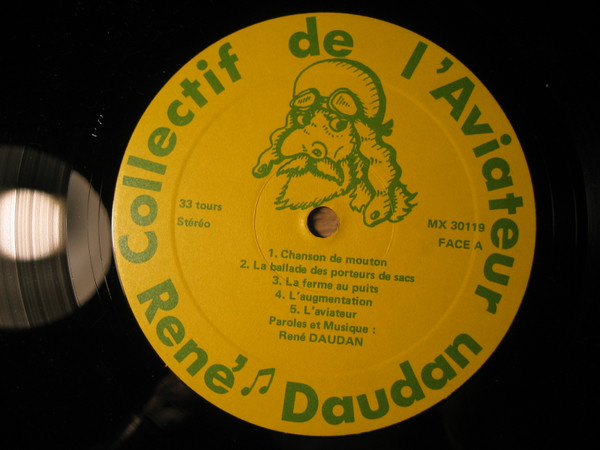 Collectif de l'Aviateur
33 tours
Stéréo
MX 30119
FACE A
1. Chanson de mouton
2. La ballade des porteurs de sacs
3. La ferme au puits
4. L'augmentation
5. L'aviateur
Paroles et Musique :
René DAUDAN
René Daudan